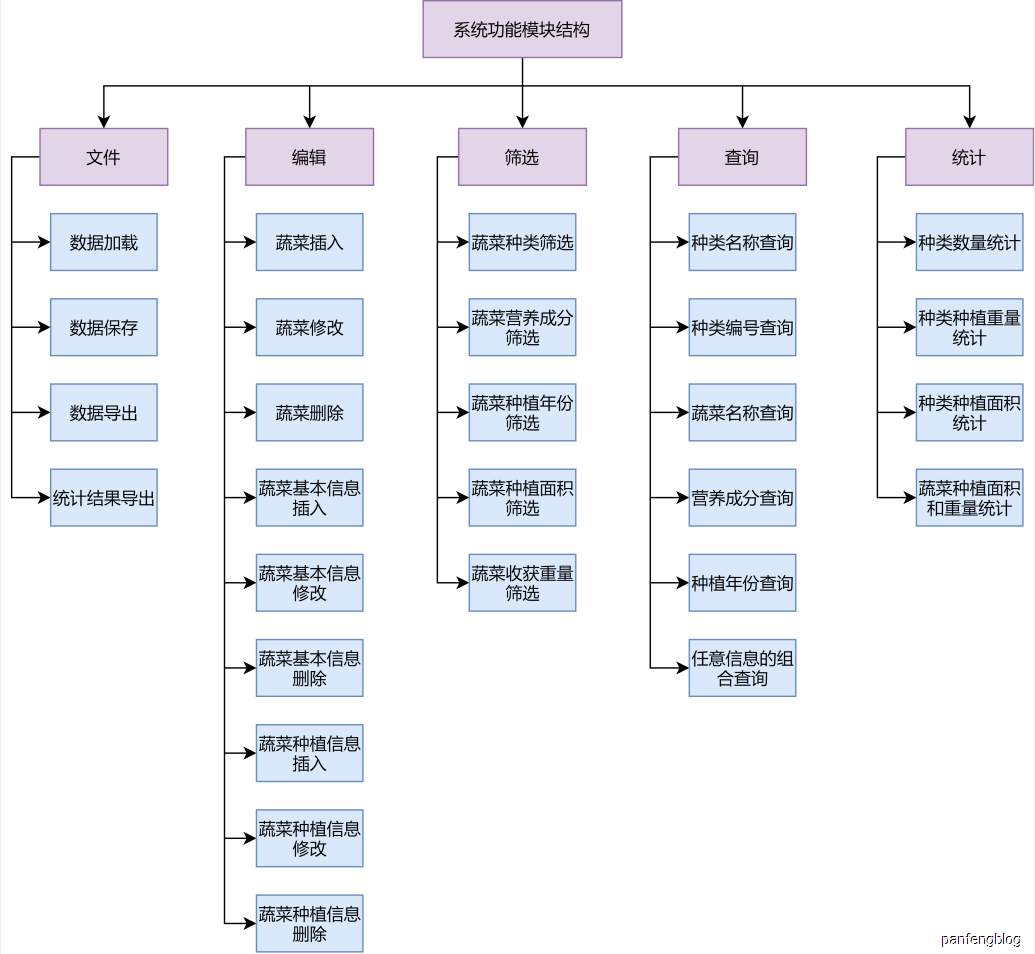 系统功能模块结构
文件
数据加载
数据保存
数据导出
统计结果导出
编辑
蔬菜插入
蔬菜修改
蔬菜删除
蔬菜基本信息
插入
蔬菜基本信息
修改
蔬菜基本信息
删除
蔬菜种植信息
插入
蔬菜种植信息
修改
蔬菜种植信息
删除
筛选
蔬菜种类筛选
蔬菜营养成分
筛选
蔬菜种植年份
筛选
蔬菜种植面积
筛选
蔬菜收获重量
筛选
查询
种类名称查询
种类编号查询
蔬菜名称查询
营养成分查询
种植年份查询
任意信息的组
合查询
统计
种类数量统计
种类种植重量
统计
种类种植面积
统计
蔬菜种植面积
和重量统计
panfengblog